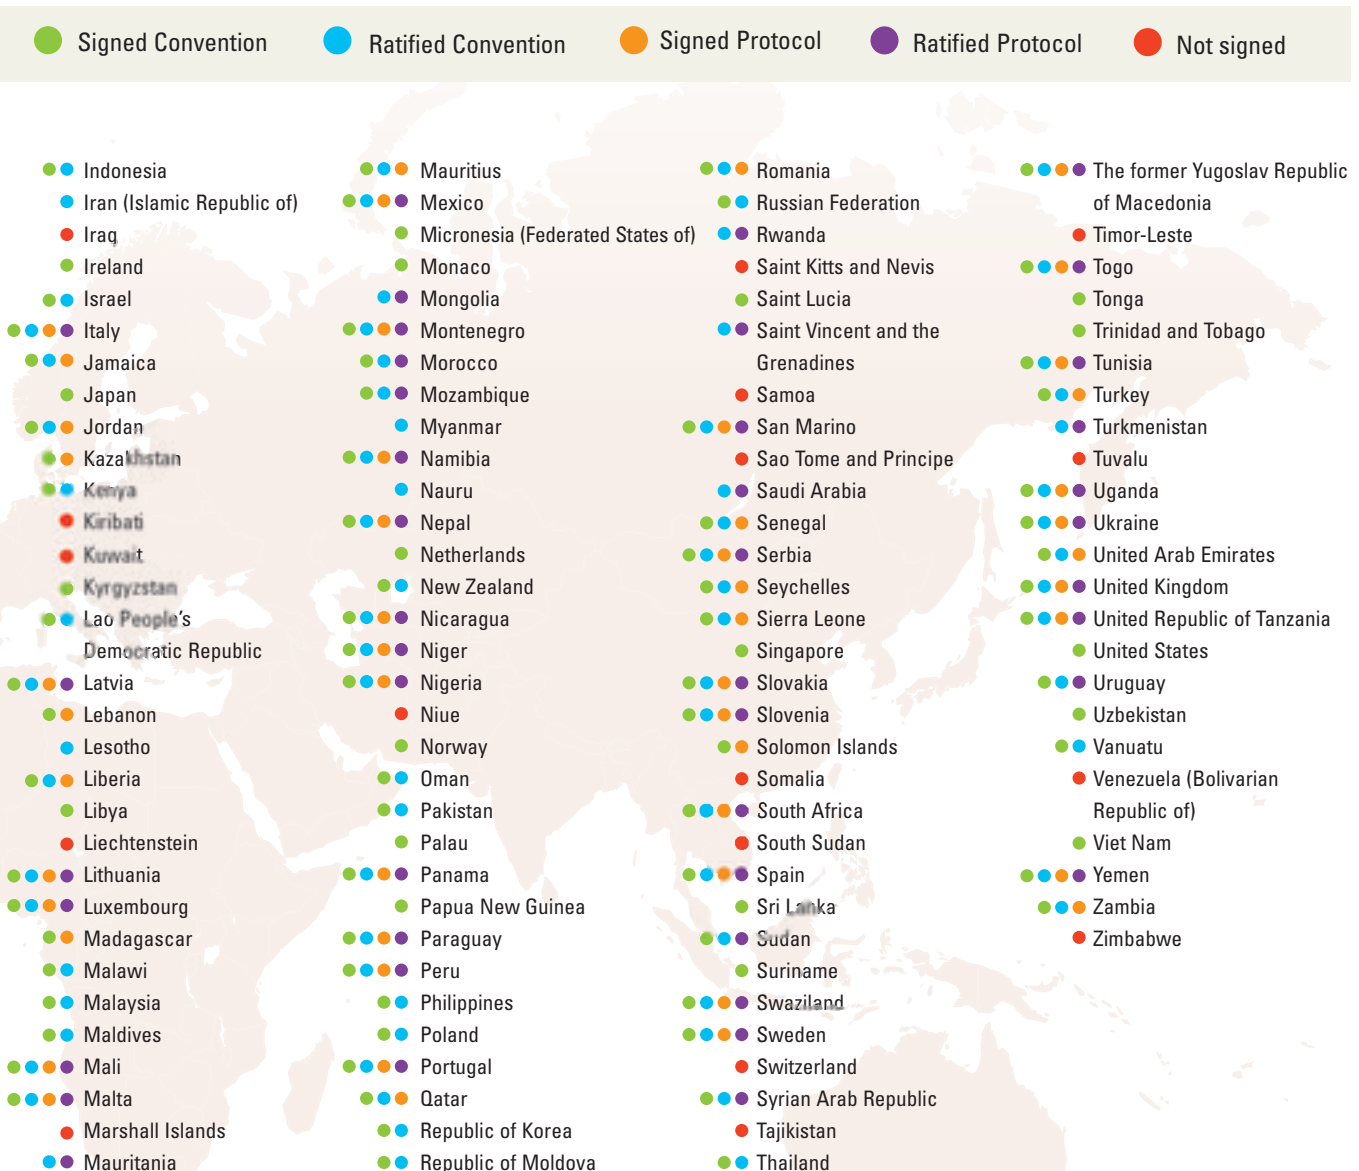 Signed Convention
Ratified Convention
Signed Protocol
Ratified Protocol
Not signed
Indonesia
Iran (Islamic Republic of)
Iraq
Ireland
Israel
Italy
Jamaica
Japan
Jordan
Kazakhstan
Kenya
Kiribati
Kuwait
Kyrgyzstan
Lao People's
Democratic Republic
Latvia
Lebanon
Lesotho
Liberia
Libya
Liechtenstein
Lithuania
Luxembourg
Madagascar
Malawi
Malaysia
Maldives
Mali
Malta
Marshall Islands
Mauritania
Mauritius
Mexico
Micronesia (Federated States of)
Monaco
Mongolia
Montenegro
Morocco
Mozambique
Myanmar
Namibia
Nauru
Nepal
Netherlands
New Zealand
Nicaragua
Niger
Nigeria
Niue
Norway
Oman
Pakistan
Palau
Panama
Papua New Guinea
Paraguay
Peru
Philippines
Poland
Portugal
Qatar
Republic of Korea
Republic of Moldova
Romania
Russian Federation
Rwanda
Saint Kitts and Nevis
Saint Lucia
Saint Vincent and the
Grenadines
Samoa
San Marino
Sao Tome and Principe
Saudi Arabia
Senegal
Serbia
Seychelles
Sierra Leone
Singapore
Slovakia
Slovenia
Solomon Islands
Somalia
South Africa
South Sudan
Spain
Sri Lanka
Sudan
Suriname
Swaziland
Sweden
Switzerland
Syrian Arab Republic
Tajikistan
Thailand
The former Yugoslav Republic
of Macedonia
Timor-Leste
Togo
Tonga
Trinidad and Tobago
Tunisia
Turkey
Turkmenistan
Tuvalu
Uganda
Ukraine
United Arab Emirates
United Kingdom
United Republic of Tanzania
United States
Uruguay
Uzbekistan
Vanuatu
Venezuela (Bolivarian
Republic of)
Viet Nam
Yemen
Zambia
Zimbabwe